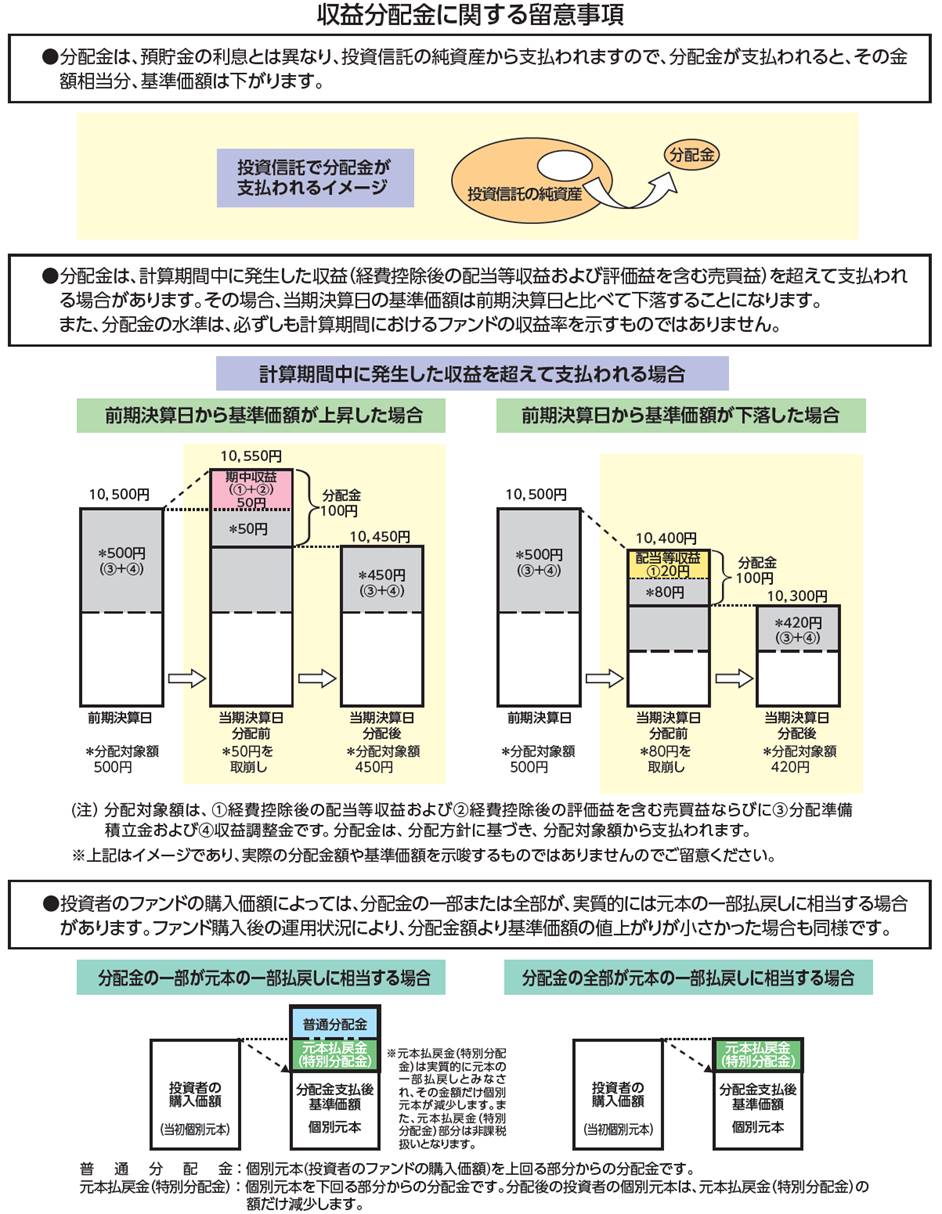 収益分配金に関する留意事項
●分配金は、預貯金の利息とは異なり、投資信託の純資産から支払われますので、分配金が支払われると、その金
額相当分、基準価額は下がります。
投資信託で分配金が
支払われるイメージ
投資信託の純資産
分配金
●分配金は、計算期間中に発生した収益(経費控除後の配当等収益および評価益を含む売買益)を超えて支払われ
る場合があります。その場合、当期決算日の基準価額は前期決算日と比べて下落することになります。
また、分配金の水準は、必ずしも計算期間におけるファンドの収益率を示すものではありません。
計算期間中に発生した収益を超えて支払われる場合
前期決算日から基準価額が上昇した場合
10,500円
*500円
(③+④)
前期決算日
*分配対象額
500円
10,550円
期中収益
(①+②)
50円
*50円
分配金
100円
当期決算日
分配前
*50円を
取崩し
10,450円
*450円
(③+④)
当期決算日
分配後
*分配対象額
450円
前期決算日から基準価額が下落した場合
10,500円
*500円
(③+④)
前期決算日
*分配対象額
500円
10,400円
配当等収益
①20円
*80円
分配金
100円
当期決算日
分配前
*80円を
取崩し
10,300円
*420円
(③+④)
当期決算日
分配後
*分配対象額
420円
(注) 分配対象額は、①経費控除後の配当等収益および②経費控除後の評価益を含む売買益ならびに③分配準備
積立金および④収益調整金です。分配金は、分配方針に基づき、分配対象額から支払われます。
※上記はイメージであり、実際の分配金額や基準価額を示唆するものではありませんのでご留意ください。
●投資者のファンドの購入価額によっては、分配金の一部または全部が、実質的には元本の一部払戻しに相当する場合
があります。ファンド購入後の運用状況により、分配金額より基準価額の値上がりが小さかった場合も同様です。
分配金の一部が元本の一部払戻しに相当する場合
投資者の
購入価額
(当初個別元本)
普通分配金
元本払戻金
(特別分配金)
分配金支払後
基準価額
個別元本
※元本払戻金(特別分配
金)は実質的に元本の
一部払戻しとみなさ
れ、その金額だけ個別
元本が減少します。ま
た、元本払戻金(特別
分配金)部分は非課税
扱いとなります。
分配金の全部が元本の一部払戻しに相当する場合
投資者の
購入価額
(当初個別元本)
元本払戻金
(特別分配金)
分配金支払後
基準価額
個別元本
普通分配金:個別元本(投資者のファンドの購入価額)を上回る部分からの分配金です。
元本払戻金(特別分配金):個別元本を下回る部分からの分配金です。分配後の投資者の個別元本は、元本払戻金(特別分配金)の
額だけ減少します。